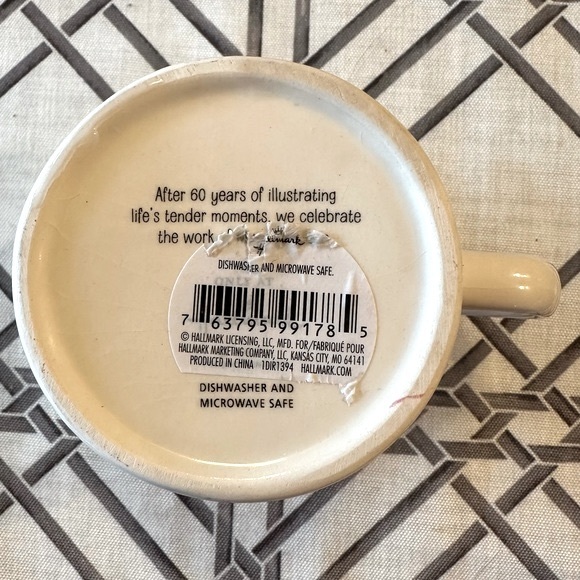 After 60 years of illustrating
life's tender moments, we celebrate
the work
DISHWASHER AND MICROWAVE SAFE.
7 63795 99178 5
© HALLMARK LICENSING, LLC, MFD. FOR/FABRIQUÉ POUR
HALLMARK MARKETING COMPANY, LLC, KANSAS CITY, MO 64141
PRODUCED IN CHINA 1DIR1394 HALLMARK.COM
DISHWASHER AND
MICROWAVE SAFE